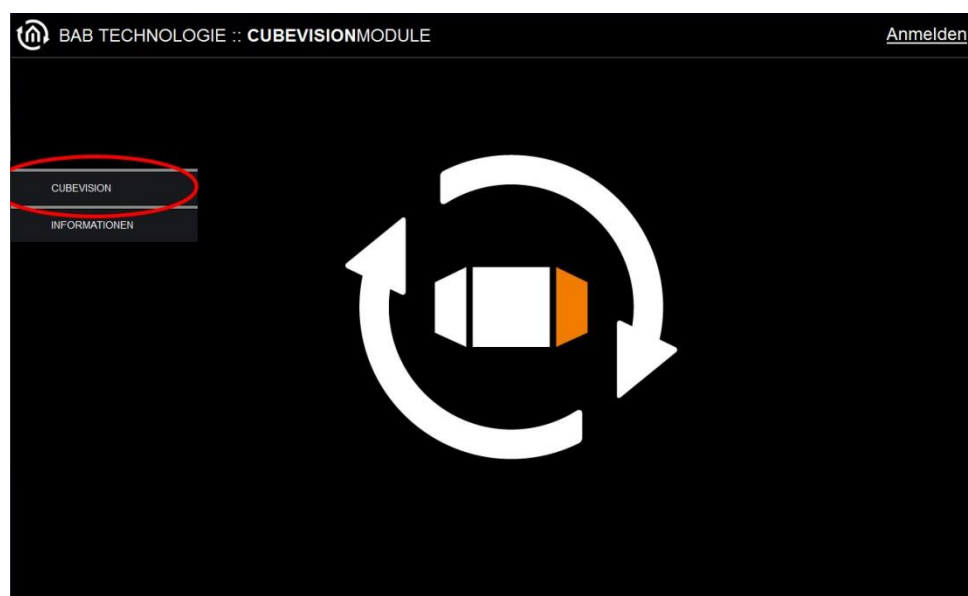 BAB TECHNOLOGIE :: CUBEVISIONMODULE
Anmelden
CUBEVISION
INFORMATIONEN